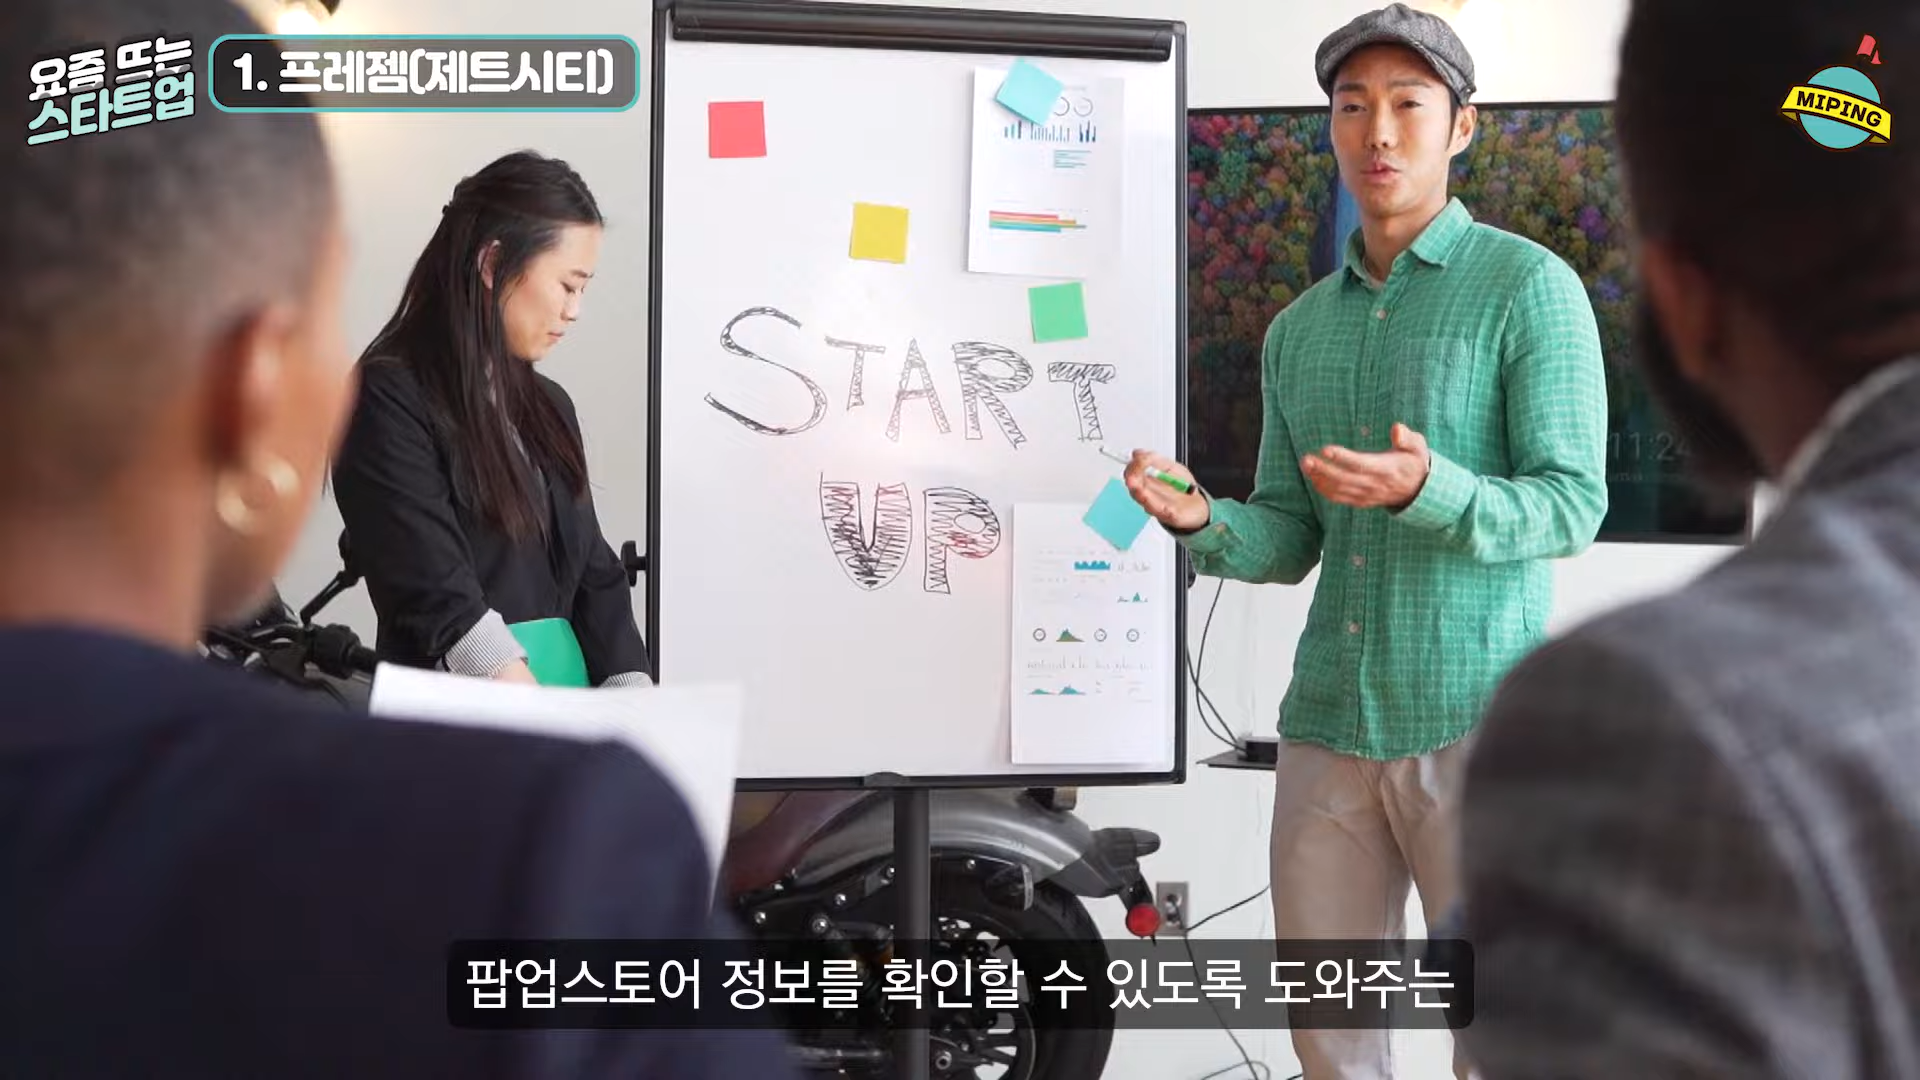 요즘 뜨는
스타트업
1. 프레젬(제트시티)
MIPING
START
UP
11:24
팝업스토어 정보를 확인할 수 있도록 도와주는